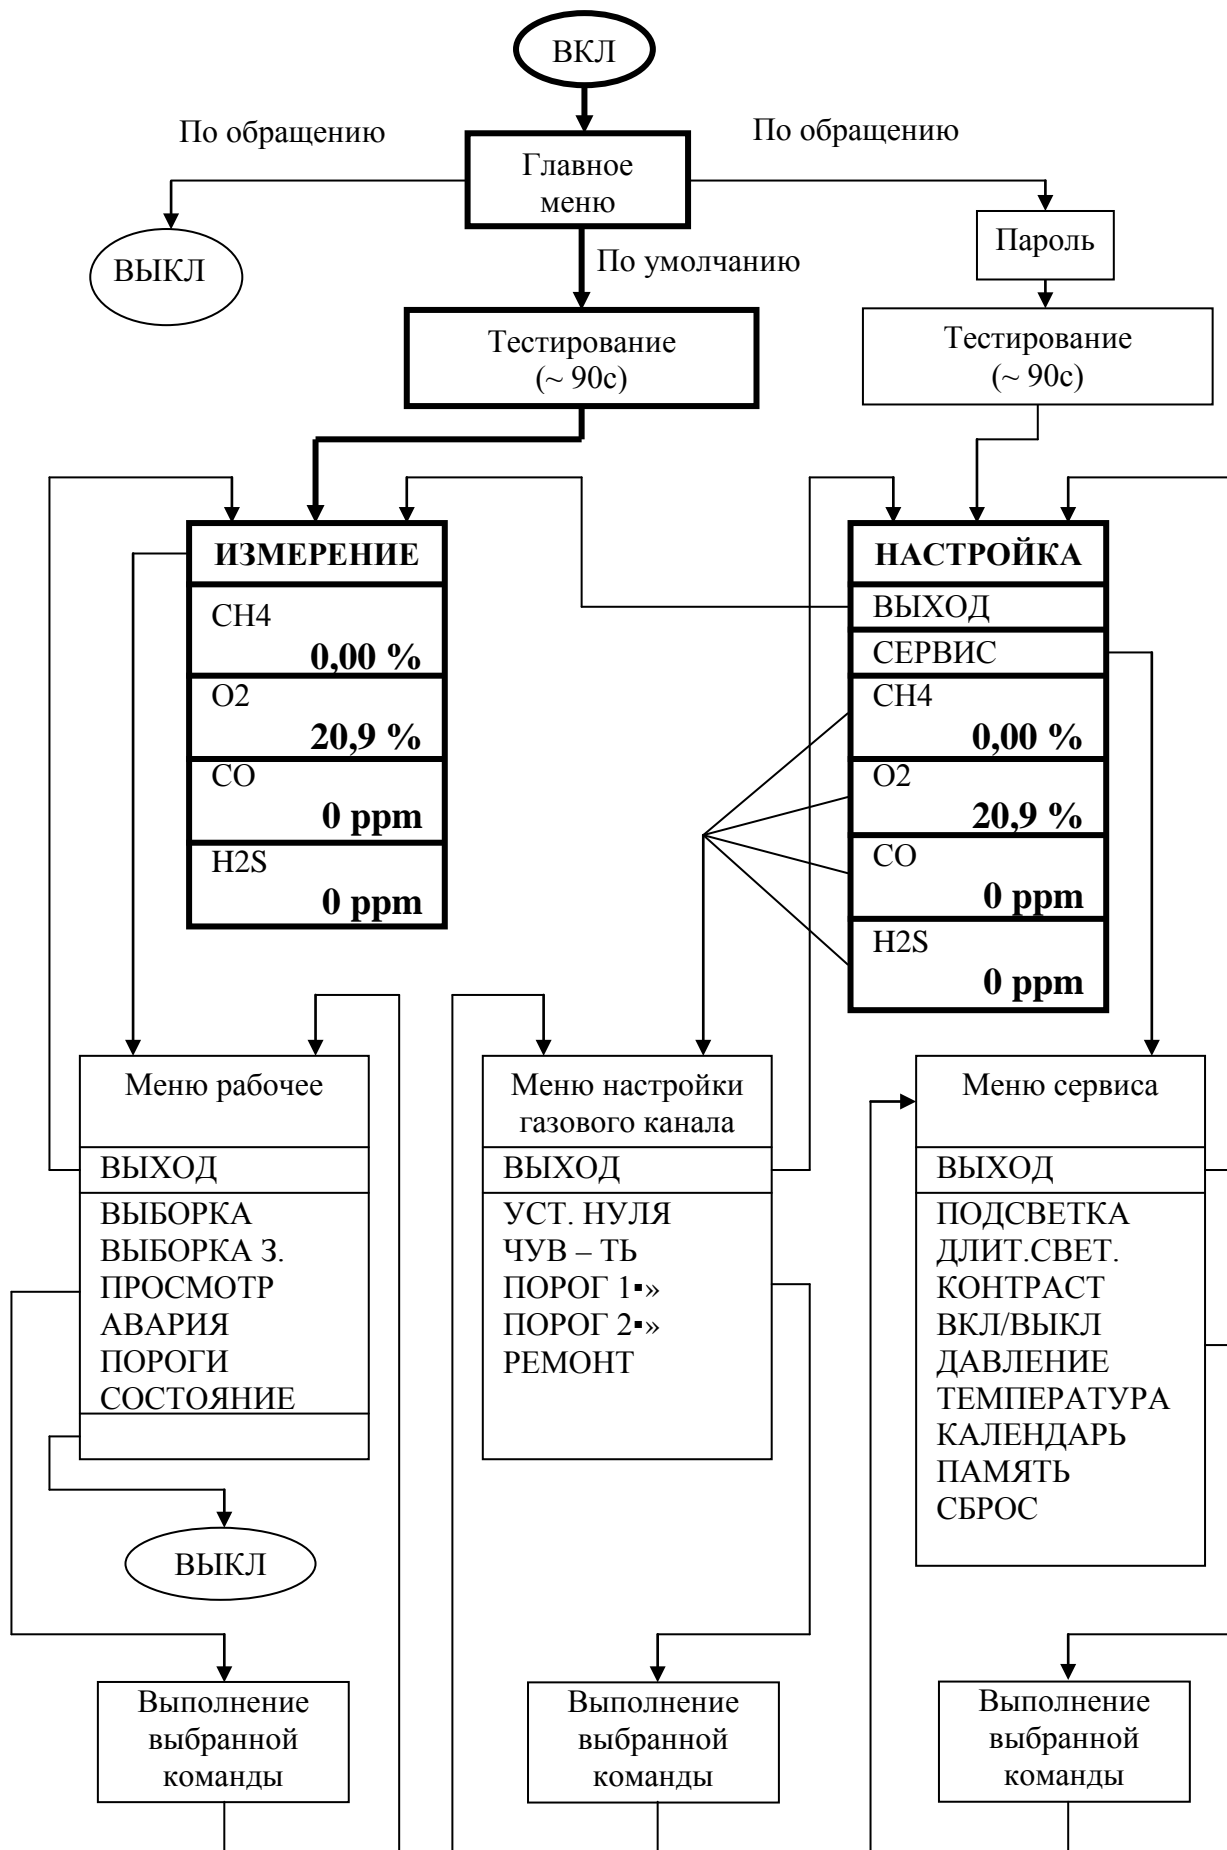 ВКЛ
По обращению
По обращению
Главное
меню
Пароль
ВЫКЛ
По умолчанию
Тестирование
(~ 90с)
Тестирование
(~ 90с)
ИЗМЕРЕНИЕ
CH4
0,00 %
O2
20,9 %
CO
0 ppm
H2S
0 ppm
НАСТРОЙКА
ВЫХОД
СЕРВИС
CH4
0,00 %
O2
20,9 %
CO
0 ppm
H2S
0 ppm
Меню рабочее
ВЫХОД
ВЫБОРКА
ВЫБОРКА З.
ПРОСМОТР
АВАРИЯ
ПОРОГИ
СОСТОЯНИЕ
ВЫКЛ
Меню настройки
газового канала
ВЫХОД
УСТ. НУЛЯ
ЧУВ – ТЬ
ПОРОГ 1▪»
ПОРОГ 2▪»
РЕМОНТ
Меню сервиса
ВЫХОД
ПОДСВЕТКА
ДЛИТ.СВЕТ.
КОНТРАСТ
ВКЛ/ВЫКЛ
ДАВЛЕНИЕ
ТЕМПЕРАТУРА
КАЛЕНДАРЬ
ПАМЯТЬ
СБРОС
Выполнение
выбранной
команды
Выполнение
выбранной
команды
Выполнение
выбранной
команды